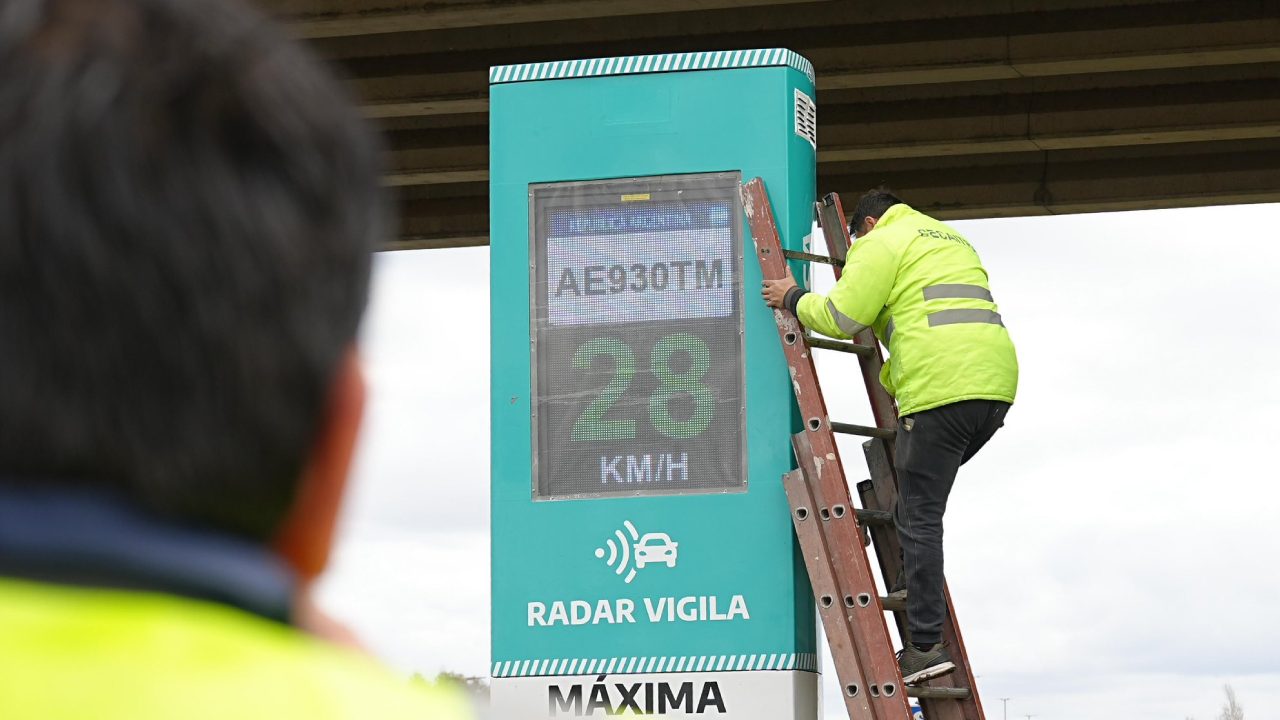 AE930TM
28
KM/H
RADAR VIGILA
MÁXIMA